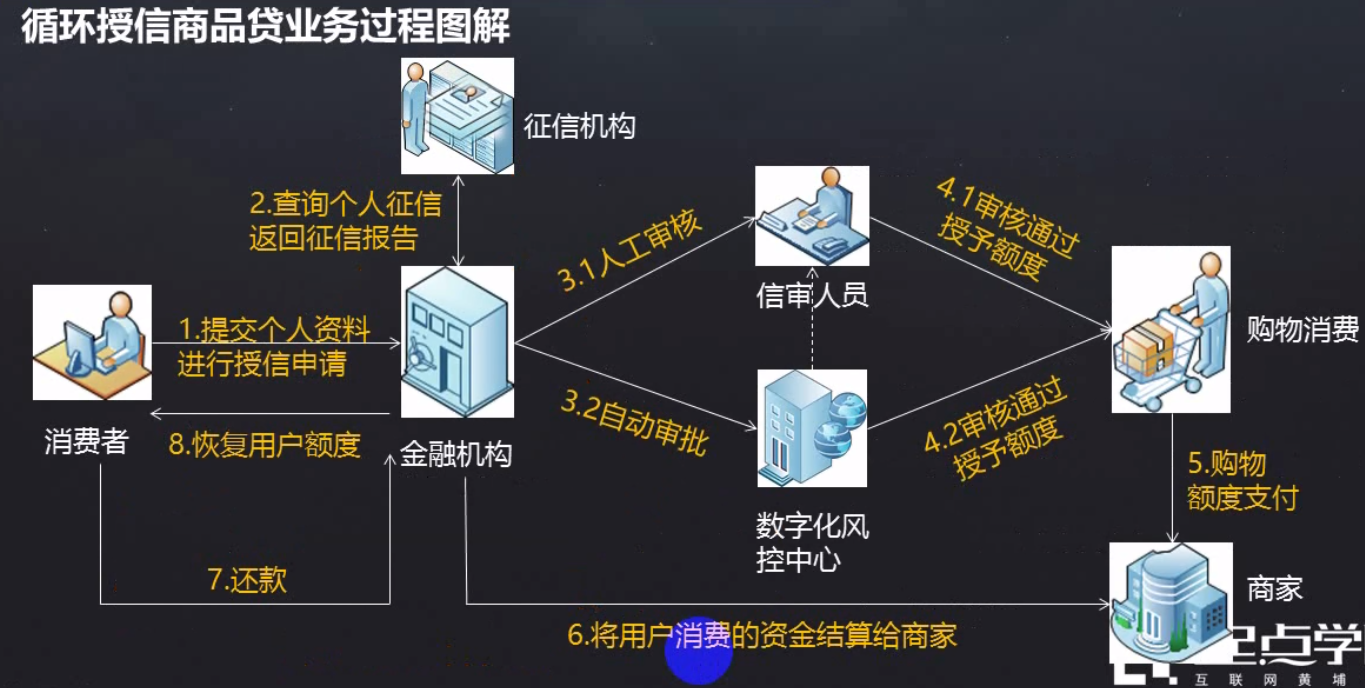 循环授信商品贷业务过程图解
征信机构
2.查询个人征信
返回征信报告
3.1人工审核
4.1审核通过
授予额度
信审人员
购物消费
1.提交个人资料
进行授信申请
消费者
8.恢复用户额度
金融机构
3.2自动审批
4.2审核通过
授予额度
5.购物
额度支付
数字化风
控中心
7.还款
商家
6.将用户消费的资金结算给商家
点学
互联网黄埔